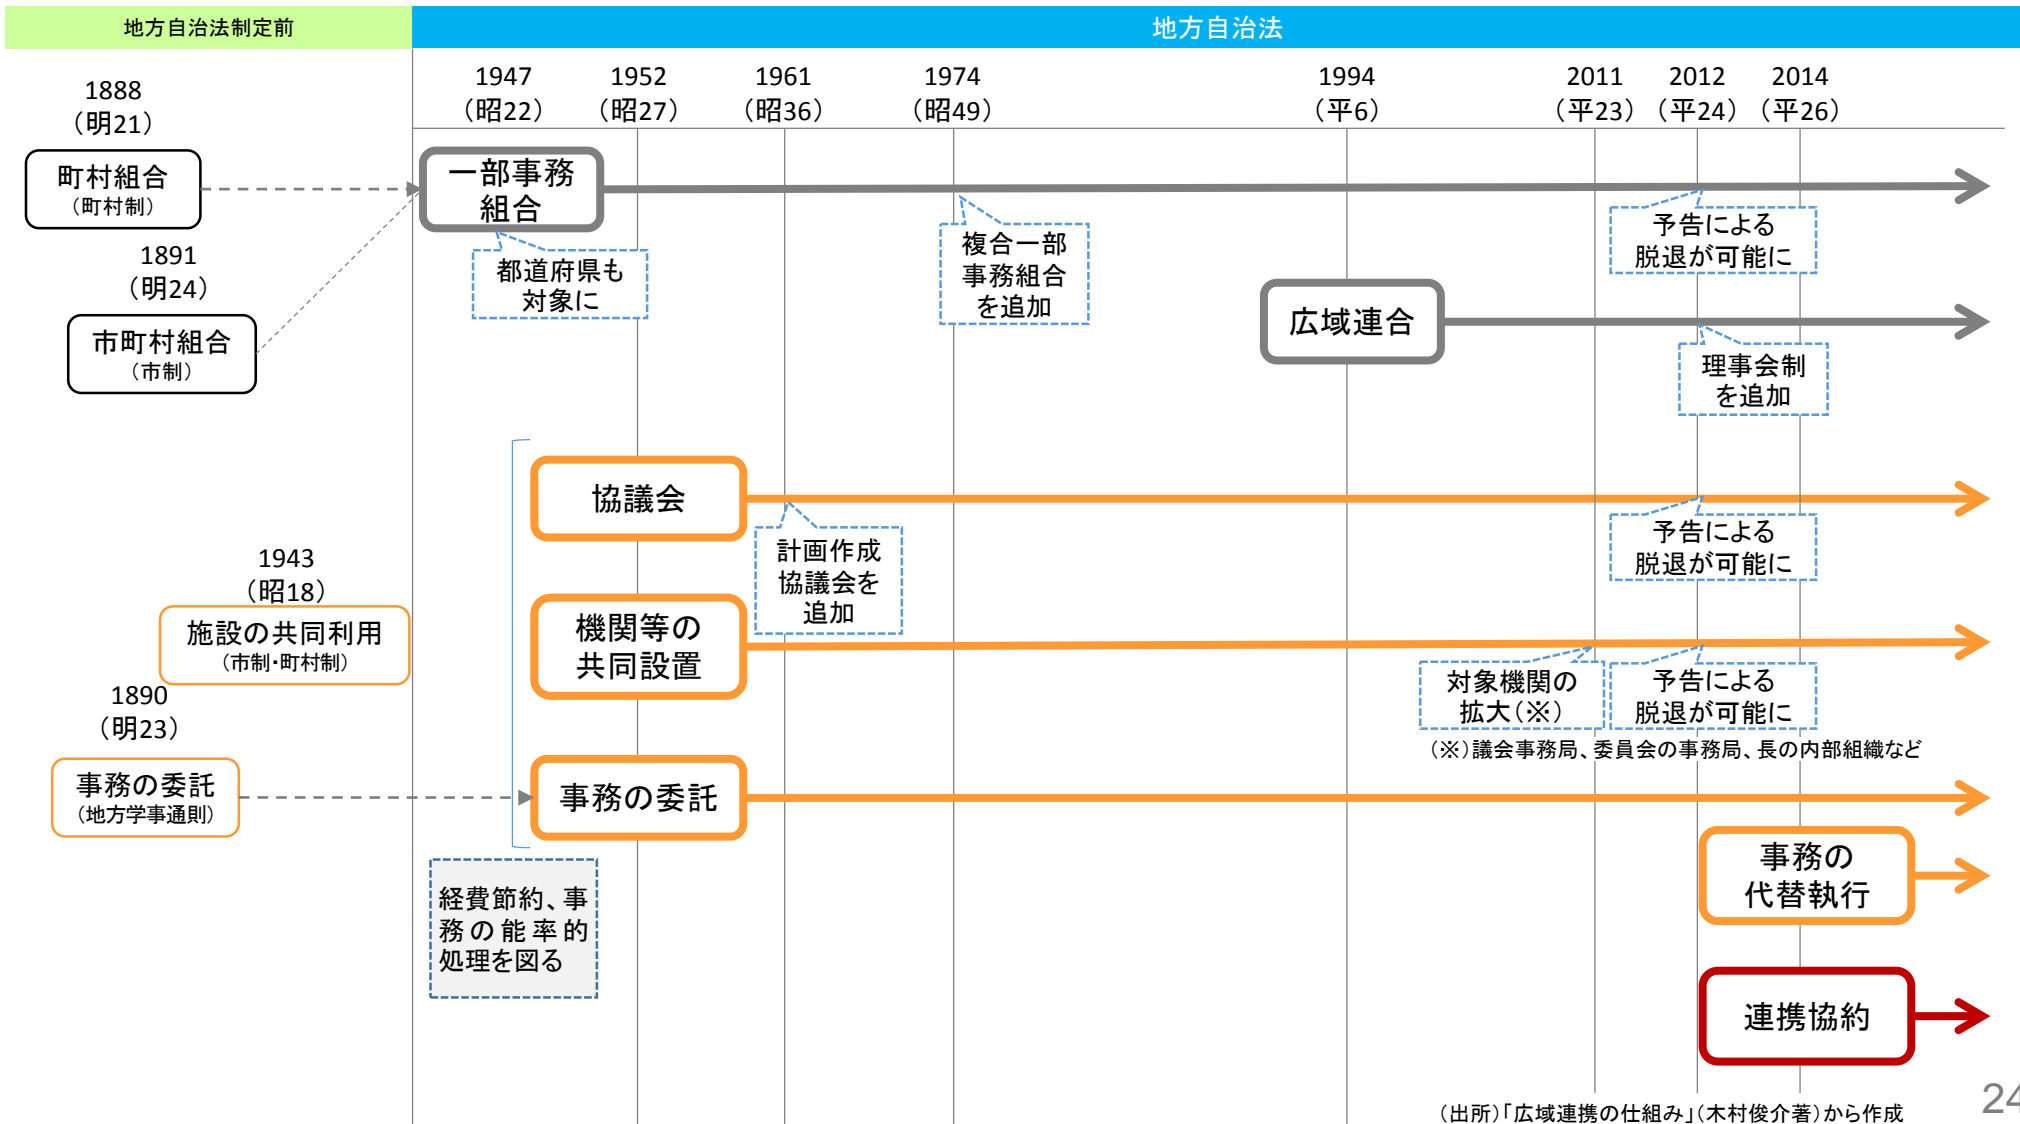 地方自治法制定前
地方自治法
1947
（昭22）
1952
（昭27）
1961
（昭36）
1974
（昭49）
1994
（平6）
2011
（平23）
2012
（平24）
2014
（平26）
1888
（明21）
町村組合
（町村制）
1891
（明24）
市町村組合
（市制）
一部事務
組合
都道府県も
対象に
複合一部
事務組合
を追加
予告による
脱退が可能に
広域連合
理事会制
を追加
協議会
計画作成
協議会を
追加
予告による
脱退が可能に
1943
（昭18）
施設の共同利用
（市制・町村制）
機関等の
共同設置
対象機関の
拡大（※）
予告による
脱退が可能に
（※）議会事務局、委員会の事務局、長の内部組織など
1890
（明23）
事務の委託
（地方学事通則）
事務の委託
経費節約、事
務の能率的
処理を図る
事務の
代替執行
連携協約
（出所）「広域連携の仕組み」（木村俊介著）から作成
24